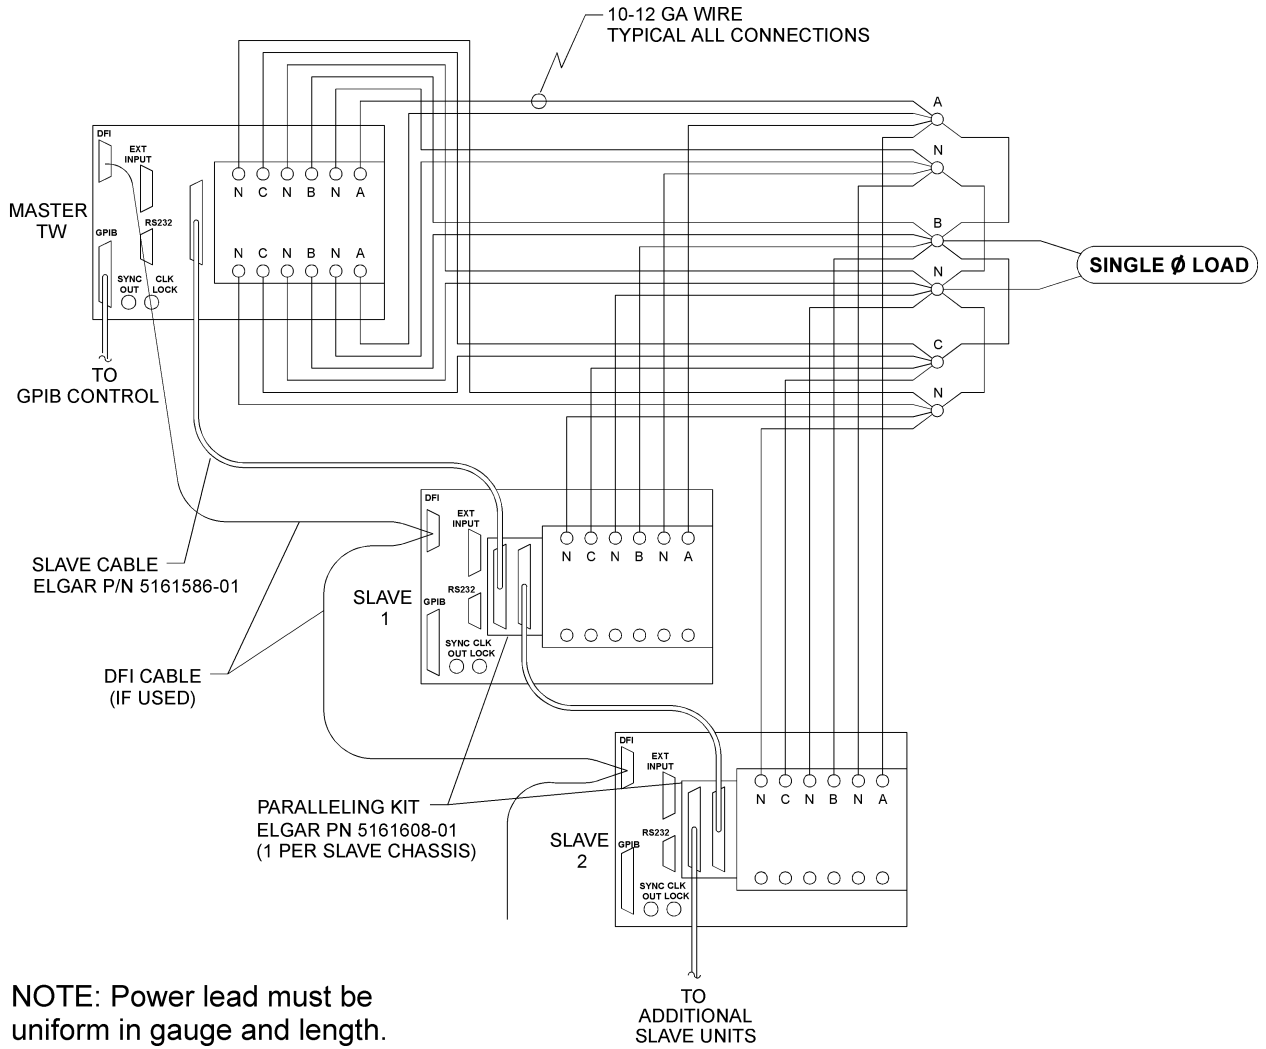 10-12 GA WIRE
TYPICAL ALL CONNECTIONS
A
N
B
N
C
N
SINGLE Ø LOAD
MASTER
TW
DFI
EXT
INPUT
RS232
GPIB
SYNC
OUT
CLK
LOCK
N C N B N A
N C N B N A
TO
GPIB CONTROL
SLAVE CABLE
ELGAR P/N 5161586-01
DFI CABLE
(IF USED)
SLAVE
1
DFI
EXT
INPUT
RS232
GPIB
SYNC CLK
OUT LOCK
N C N B N A
PARALLELING KIT
ELGAR PN 5161608-01
(1 PER SLAVE CHASSIS)
SLAVE
2
DFI
EXT
INPUT
RS232
GPIB
SYNC CLK
OUT LOCK
N C N B N A
TO
ADDITIONAL
SLAVE UNITS
NOTE: Power lead must be
uniform in gauge and length.